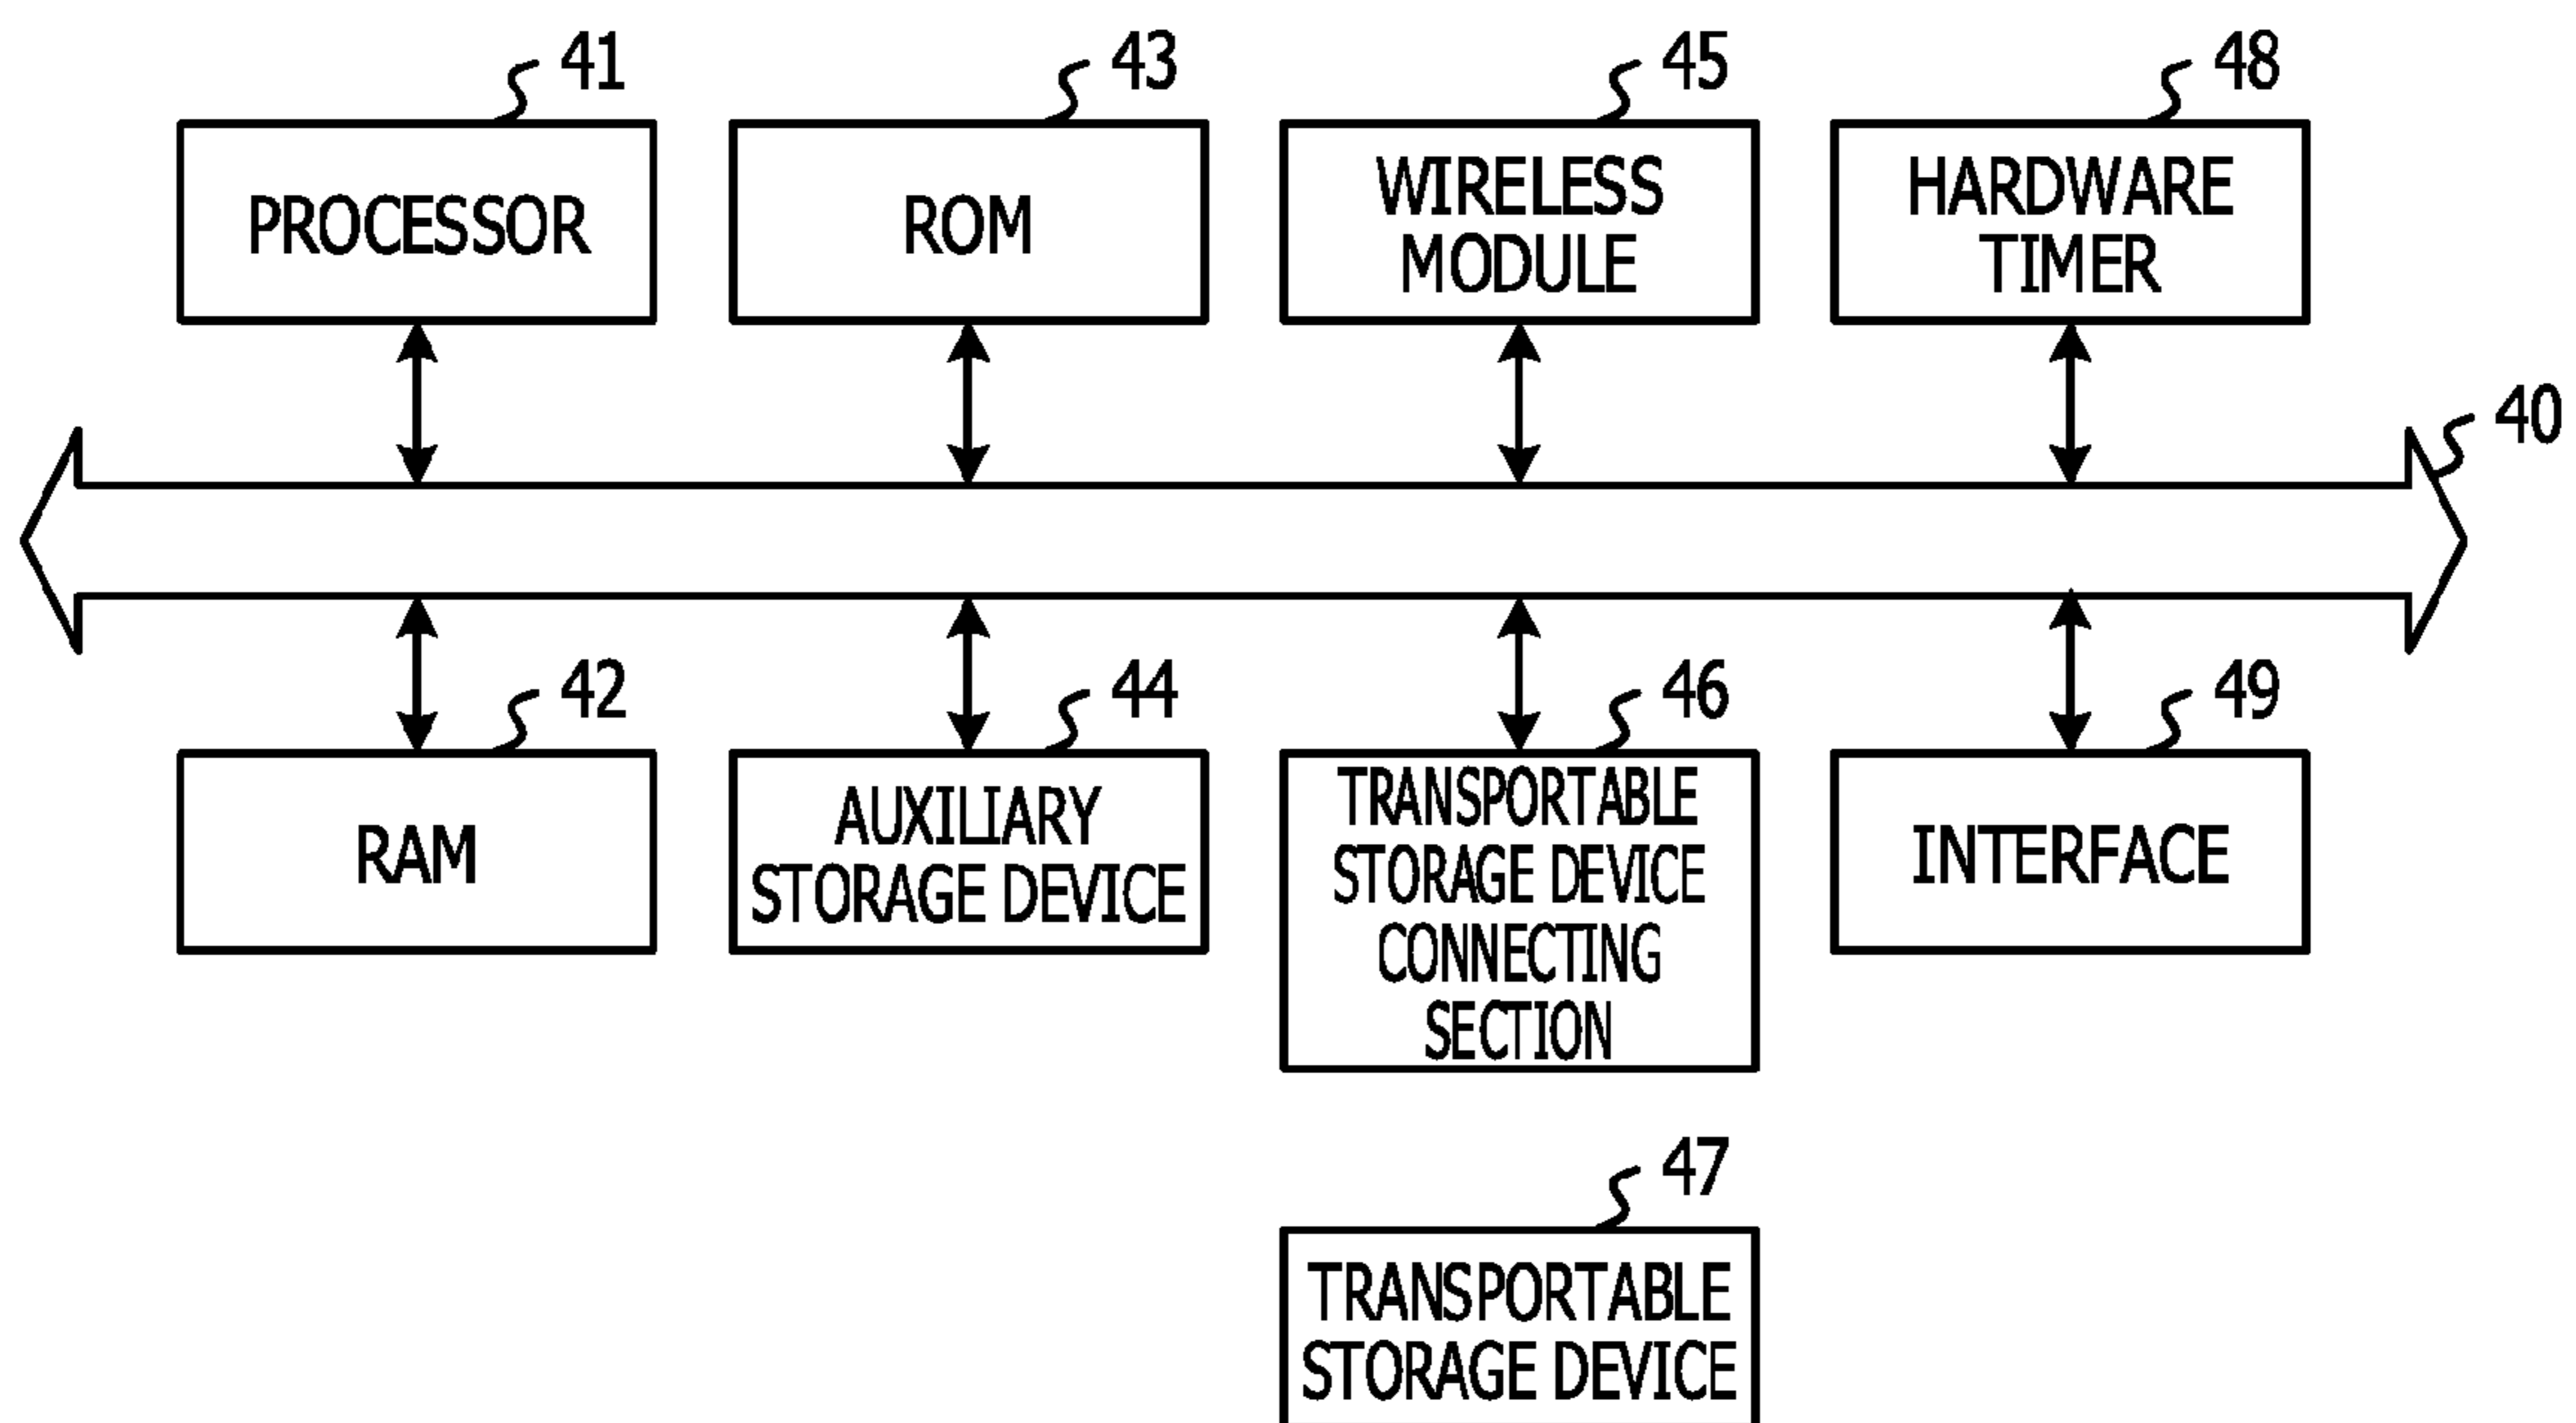 41
43
45
48
PROCESSOR
ROM
WIRELESS
MODULE
HARDWARE
TIMER
40
42
44
46
49
RAM
AUXILIARY
STORAGE DEVICE
TRANSPORTABLE
STORAGE DEVICE
CONNECTING
SECTION
INTERFACE
47
TRANSPORTABLE
STORAGE DEVICE